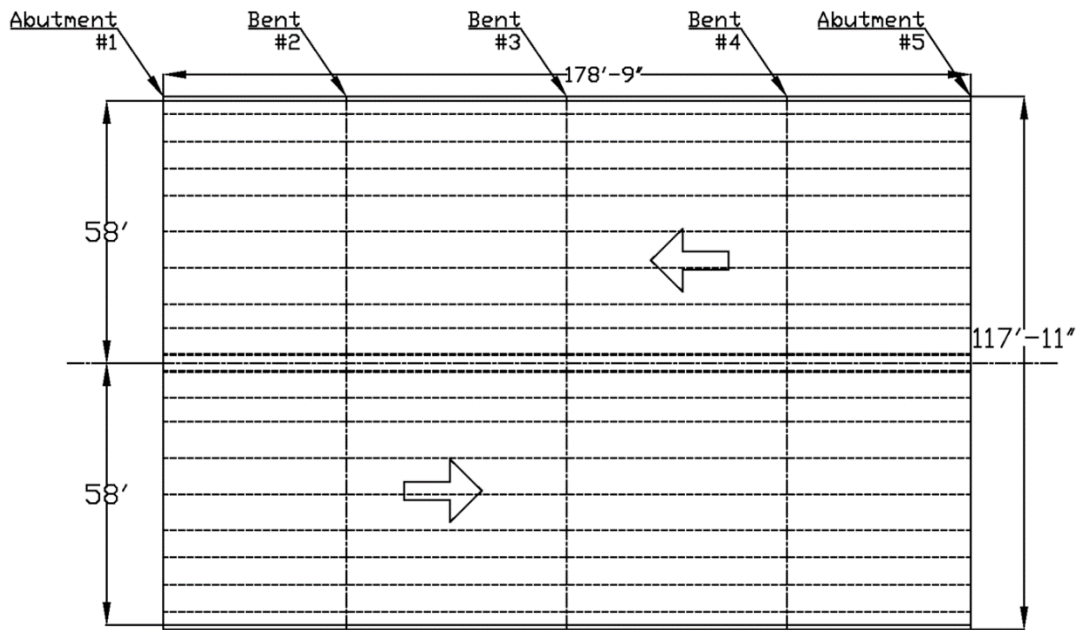 Abutment
#1
Bent
#2
Bent
#3
Bent
#4
Abutment
#5
178'-9"
58'
117'-11"
58'